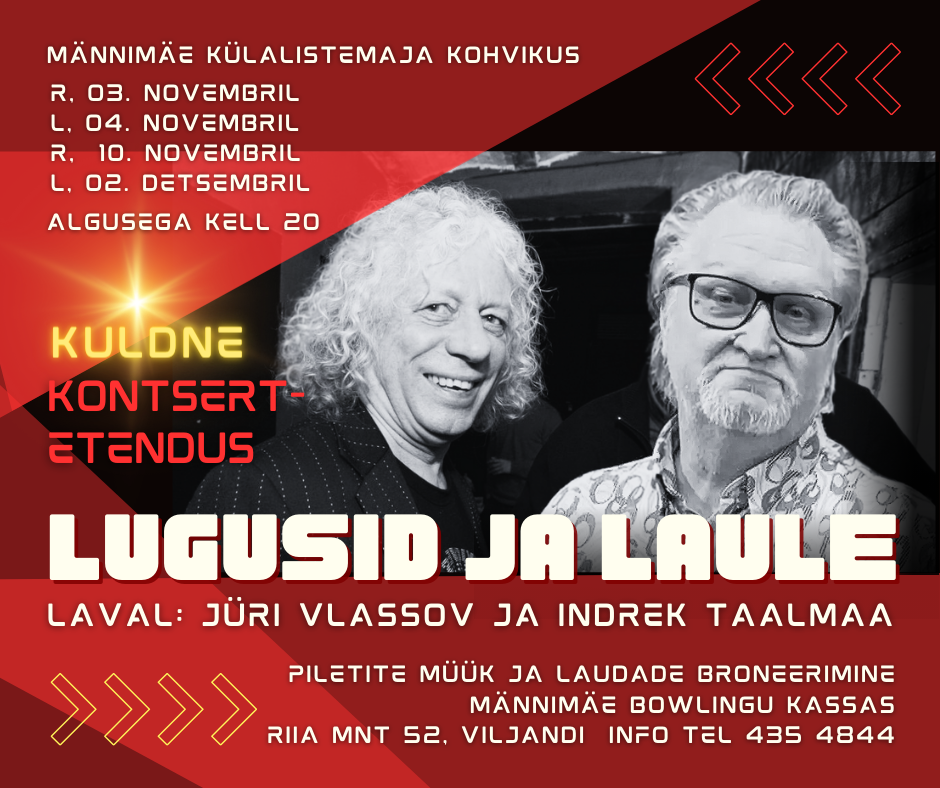 MÄNNIMÄE KÜLALISTEMAJA KOHVIKUS
R, 03. NOVEMBRIL
L, 04. NOVEMBRIL
R, 10. NOVEMBRIL
L, 02. DETSEMBRIL
ALGUSEGA KELL 20
KULDNE
KONTSERT-
ETENDUS
LUGUSID JA LAULE
LAVAL: JÜRI VLASSOV JA INDREK TAALMAA
PILETITE MÜÜK JA LAUDADE BRONEERIMINE
MÄNNIMÄE BOWLINGU KASSAS
RIIA MNT 52, VILJANDI INFO TEL 435 4844